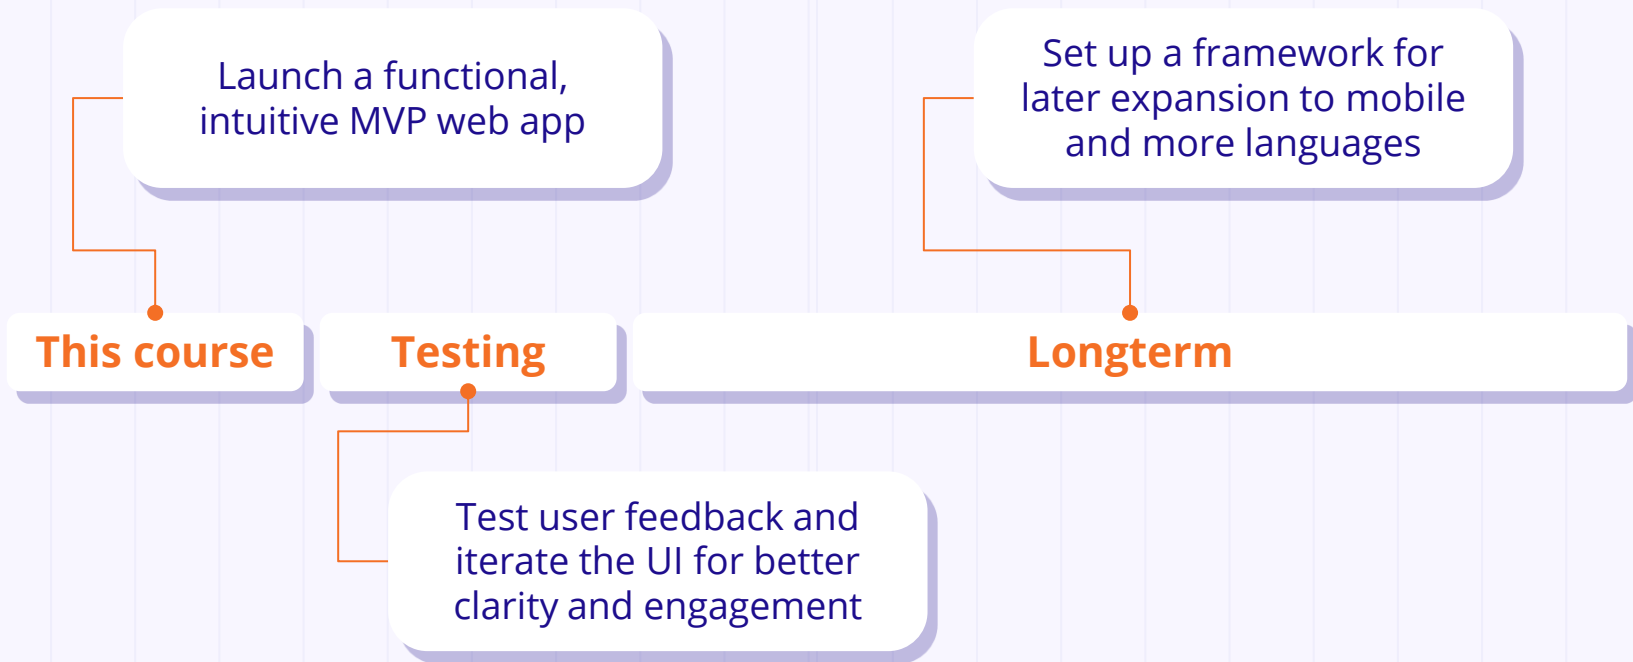 Launch a functional,
intuitive MVP web app
Set up a framework for
later expansion to mobile
and more languages
This course
Testing
Longterm
Test user feedback and
iterate the UI for better
clarity and engagement